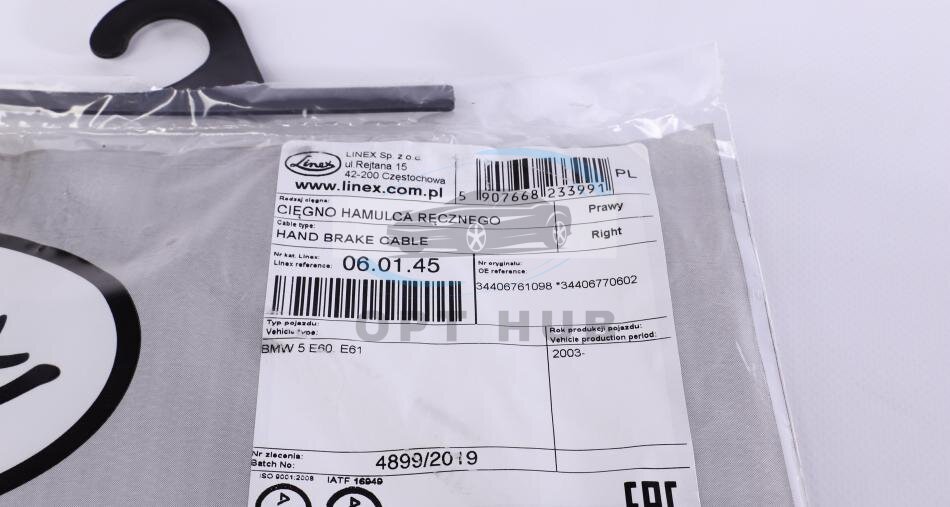 Linex
LINEX Sp. z o.o.
ul.Rejtana 15
42-200 Częstochowa
www.linex.com.pl
5 907668 233991
PL
Rodzaj cięgna:
CIĘGNO HAMULCA RĘCZNEGO
Prawy
Cable type:
HAND BRAKE CABLE
Right
Nr kat. Linex:
Linex reference: 06.01.45
Nr oryginału:
OE reference:
34406761098 *34406770602
OPT HUB
Typ pojazdu:
Vehicle type:
BMW 5 E60 E61
Rok produkcji pojazdu:
Vehicle production period:
2003-
Nr zlecenia:
Batch No: 4899/2019
ISO 9001:2008 IATF 16949
EAC